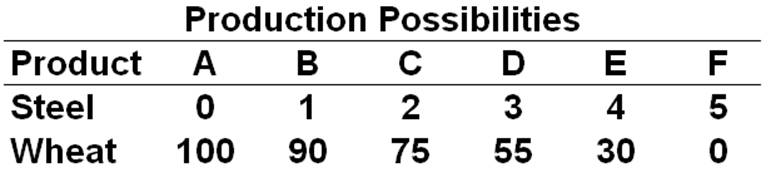 Production Possibilities
Product A B C D E F
Steel 0 1 2 3 4 5
Wheat 100 90 75 55 30 0